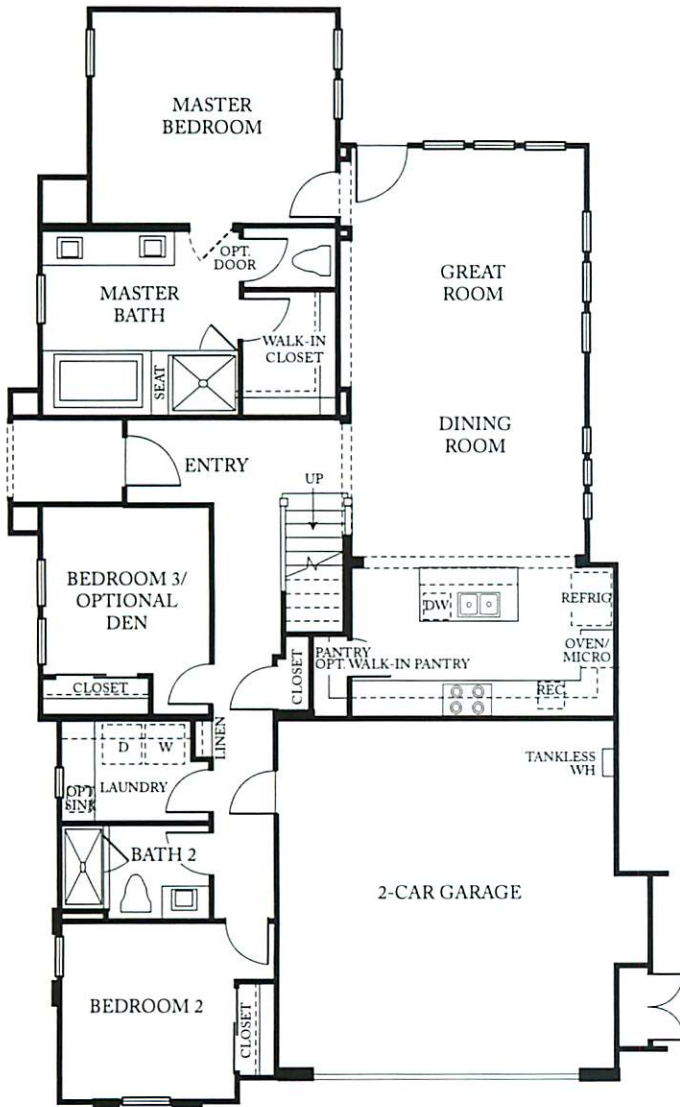 MASTER
BEDROOM
OPT.
DOOR
MASTER
BATH
WALK-IN
CLOSET
SEAT
GREAT
ROOM
DINING
ROOM
ENTRY
UP
BEDROOM 3/
OPTIONAL
DEN
CLOSET
DW
REFRIG
OVEN/
MICRO
PANTRY
OPT. WALK-IN PANTRY
REC
CLOSET
LINEN
D
W
LAUNDRY
OPT
SINK
TANKLESS
WH
BATH 2
2-CAR GARAGE
BEDROOM 2
CLOSET